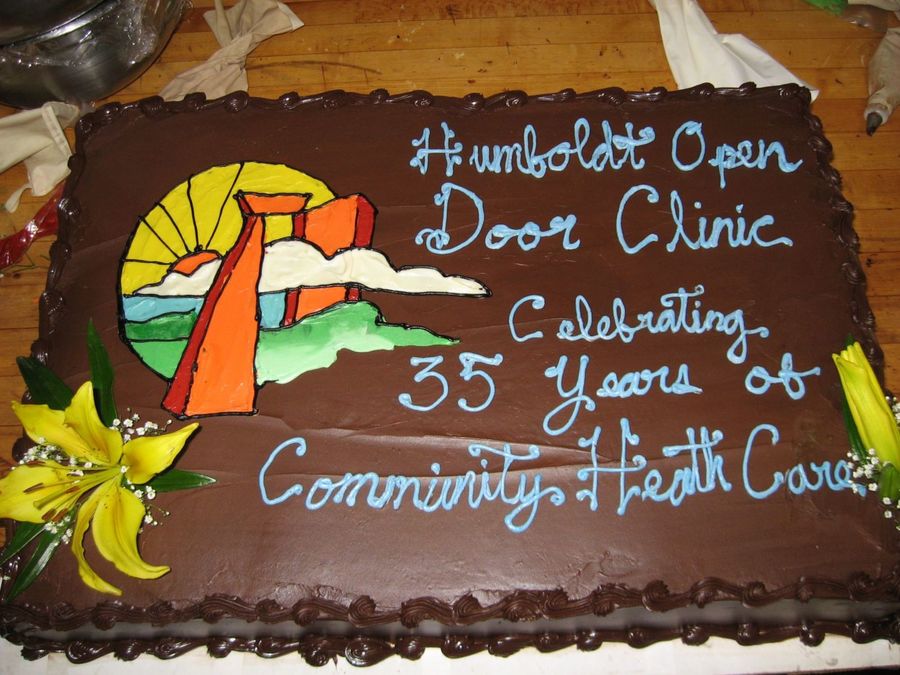 Humboldt Open
Door Clinic
Celebrating
35 Years of
Community Heath Care